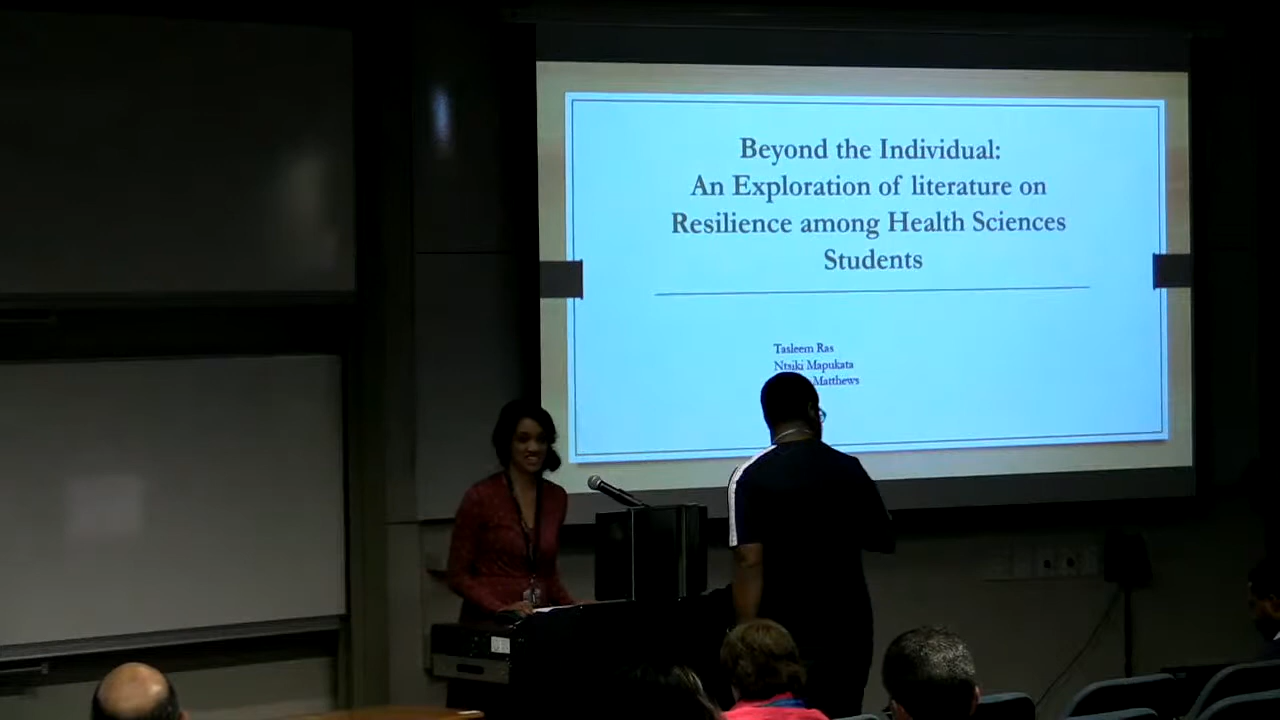 Beyond the Individual:
An Exploration of literature on
Resilience among Health Sciences
Students
Tasleem Ras
Ntsiki Mapukata
Matthews